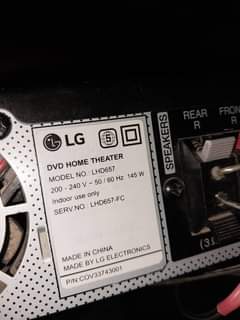 LG
S
DVD HOME THEATER
MODEL NO : LHD657
200 - 240 V ~ 50 / 60 Hz 145 W
Indoor use only
SERV NO : LHD657-FC
MADE IN CHINA
MADE BY LG ELECTRONICS
P/N:COV33743001
SPEAKERS
REAR
R
FRON
R